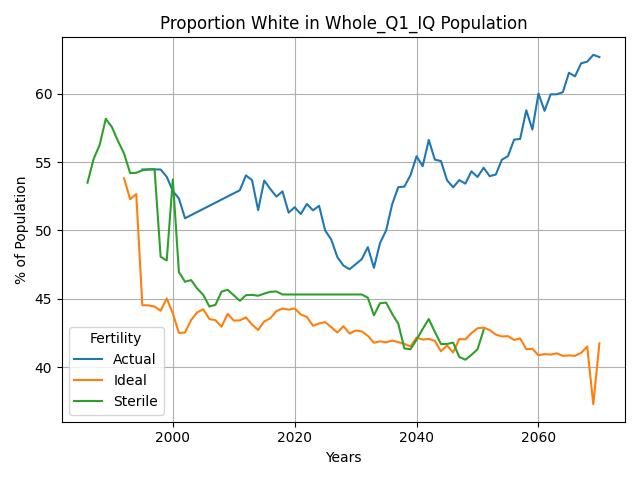 Proportion White in Whole_Q1_IQ Population
% of Population
60
55
50
45
40
Fertility
Actual
Ideal
Sterile
2000 2020 2040 2060
Years